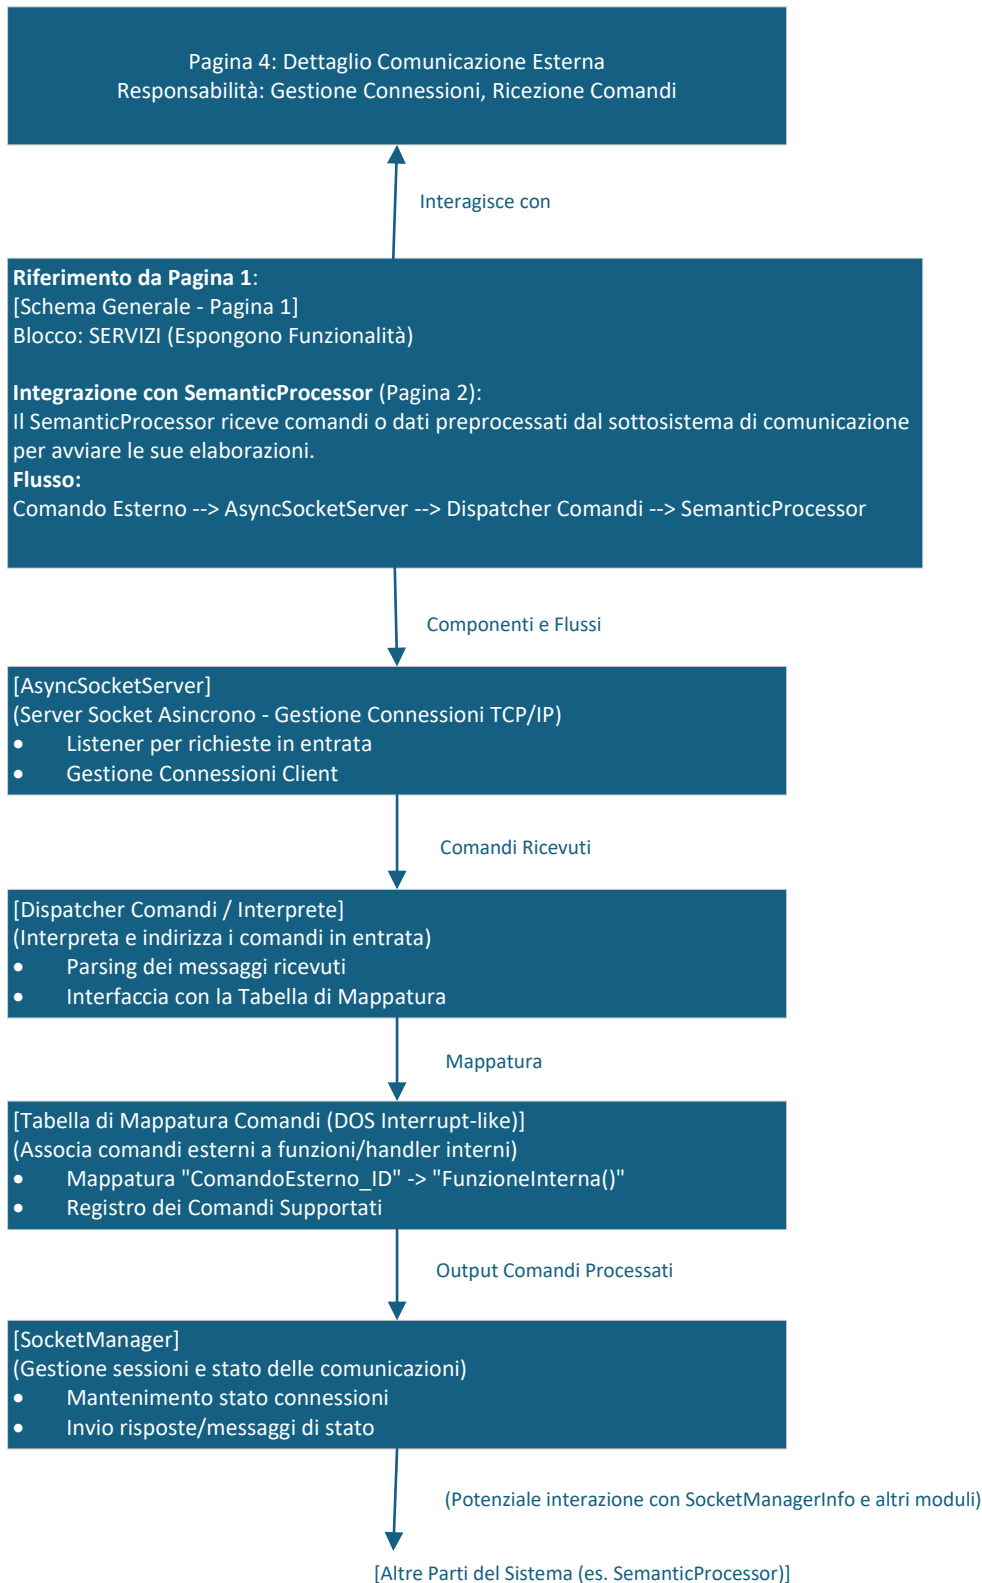 Pagina 4: Dettaglio Comunicazione Esterna
Responsabilità: Gestione Connessioni, Ricezione Comandi
Interagisce con
Riferimento da Pagina 1:
[Schema Generale - Pagina 1]
Blocco: SERVIZI (Espongono Funzionalità)
Integrazione con SemanticProcessor (Pagina 2):
Il SemanticProcessor riceve comandi o dati preprocessati dal sottosistema di comunicazione
per avviare le sue elaborazioni.
Flusso:
Comando Esterno --> AsyncSocketServer --> Dispatcher Comandi --> SemanticProcessor
Componenti e Flussi
[AsyncSocketServer]
(Server Socket Asincrono - Gestione Connessioni TCP/IP)
• Listener per richieste in entrata
• Gestione Connessioni Client
Comandi Ricevuti
[Dispatcher Comandi / Interprete]
(Interpreta e indirizza i comandi in entrata)
• Parsing dei messaggi ricevuti
• Interfaccia con la Tabella di Mappatura
Mappatura
[Tabella di Mappatura Comandi (DOS Interrupt-like)]
(Associa comandi esterni a funzioni/handler interni)
• Mappatura "ComandoEsterno_ID" -> "FunzioneInterna()"
• Registro dei Comandi Supportati
Output Comandi Processati
[SocketManager]
(Gestione sessioni e stato delle comunicazioni)
• Mantenimento stato connessioni
• Invio risposte/messaggi di stato
(Potenziale interazione con SocketManagerInfo e altri moduli)
[Altre Parti del Sistema (es. SemanticProcessor)]